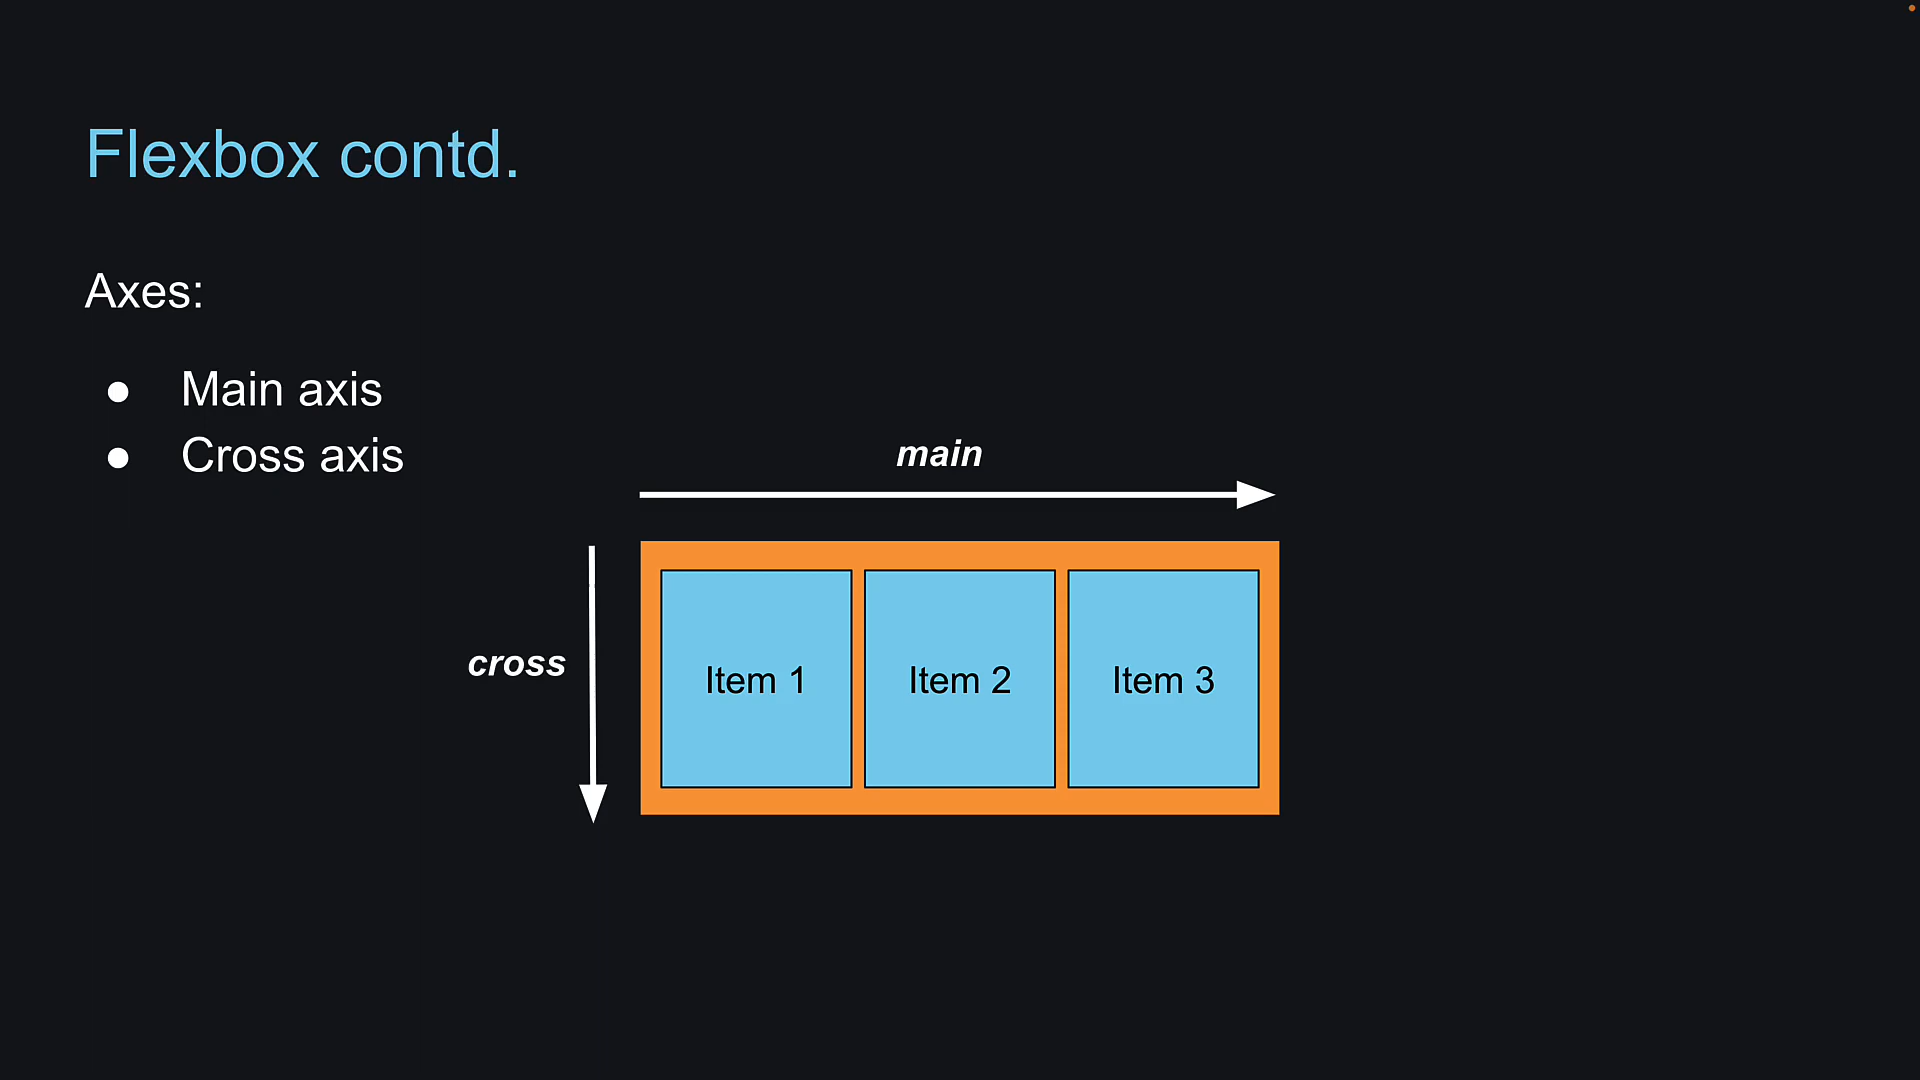 Flexbox contd.
Axes:
● Main axis
● Cross axis
main
cross
Item 1
Item 2
Item 3